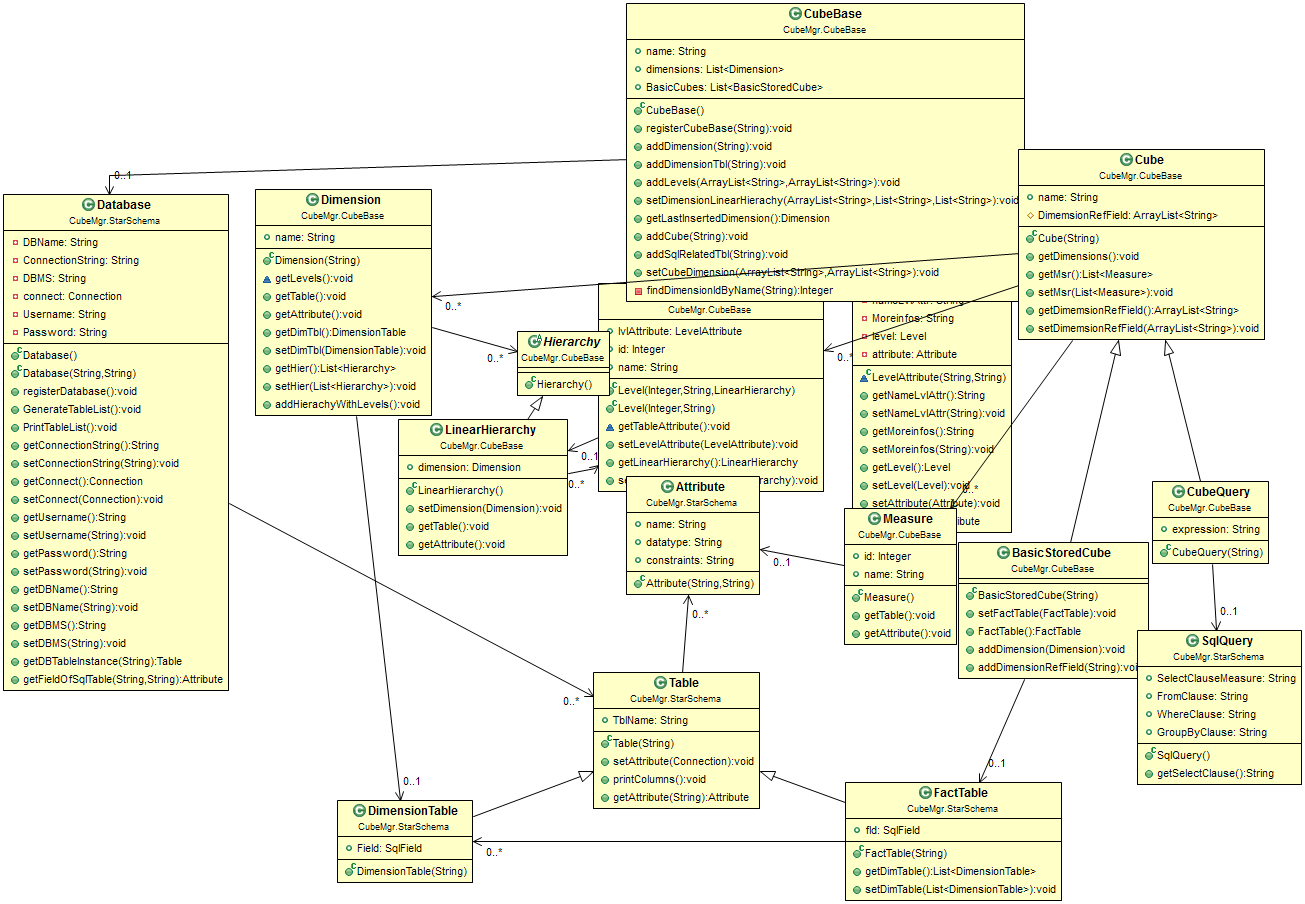 CubeBase
CubeMgr.CubeBase
name: String
dimensions: List<Dimension>
BasicCubes: List<BasicStoredCube>
CubeBase()
registerCubeBase(String):void
addDimension(String):void
addDimensionTbl(String):void
addLevels(ArrayList<String>,ArrayList<String>):void
setDimensionLinearHierachy(ArrayList<String>,List<String>,List<String>):void
getLastInsertedDimension():Dimension
addCube(String):void
addSqlRelatedTbl(String):void
setCubeDimension(ArrayList<String>,ArrayList<String>):void
findDimensionIdByName(String):Integer
Cube
CubeMgr.CubeBase
name: String
DimemsionRefField: ArrayList<String>
Cube(String)
getDimensions():void
getMsr():List<Measure>
setMsr(List<Measure>):void
getDimemsionRefField():ArrayList<String>
setDimemsionRefField(ArrayList<String>):void
0..1
Database
CubeMgr.StarSchema
DBName: String
ConnectionString: String
DBMS: String
connect: Connection
Username: String
Password: String
Database()
Database(String,String)
registerDatabase():void
GenerateTableList():void
PrintTableList():void
getConnectionString():String
setConnectionString(String):void
getConnect():Connection
setConnect(Connection):void
getUsername():String
setUsername(String):void
getPassword():String
setPassword(String):void
getDBName():String
setDBName(String):void
getDBMS():String
setDBMS(String):void
getDBTableInstance(String):Table
getFieldOfSqlTable(String,String):Attribute
Dimension
CubeMgr.CubeBase
name: String
Dimension(String)
getLevels():void
getTable():void
getAttribute():void
getDimTbl():DimensionTable
setDimTbl(DimensionTable):void
getHier():List<Hierarchy>
setHier(List<Hierarchy>):void
addHierachyWithLevels():void
0..*
0..*
Hierarchy
CubeMgr.CubeBase
Hierarchy()
CubeMgr.CubeBase
lvlAttribute: LevelAttribute
id: Integer
name: String
Level(Integer,String,LinearHierarchy)
Level(Integer,String)
getTableAttribute():void
setLevelAttribute(LevelAttribute):void
getLinearHierarchy():LinearHierarchy
0..*
Moreinfos: String
level: Level
attribute: Attribute
LevelAttribute(String,String)
getNameLvlAttr():String
setNameLvlAttr(String):void
getMoreinfos():String
setMoreinfos(String):void
getLevel():Level
setLevel(Level):void
setAttribute(Attribute):void
LinearHierarchy
CubeMgr.CubeBase
dimension: Dimension
LinearHierarchy()
setDimension(Dimension):void
getTable():void
getAttribute():void
0..1
0..*
Attribute
CubeMgr.StarSchema
name: String
datatype: String
constraints: String
Attribute(String,String)
0..1
0..*
Measure
CubeMgr.CubeBase
id: Integer
name: String
Measure()
getTable():void
getAttribute():void
BasicStoredCube
CubeMgr.CubeBase
BasicStoredCube(String)
setFactTable(FactTable):void
FactTable():FactTable
addDimension(Dimension):void
addDimensionRefField(String):void
CubeQuery
CubeMgr.CubeBase
expression: String
CubeQuery(String)
0..1
SqlQuery
CubeMgr.StarSchema
SelectClauseMeasure: String
FromClause: String
WhereClause: String
GroupByClause: String
SqlQuery()
getSelectClause():String
0..*
0..*
Table
CubeMgr.StarSchema
TblName: String
Table(String)
setAttribute(Connection):void
printColumns():void
getAttribute(String):Attribute
0..1
DimensionTable
CubeMgr.StarSchema
Field: SqlField
DimensionTable(String)
0..*
0..1
FactTable
CubeMgr.StarSchema
fld: SqlField
FactTable(String)
getDimTable():List<DimensionTable>
setDimTable(List<DimensionTable>):void